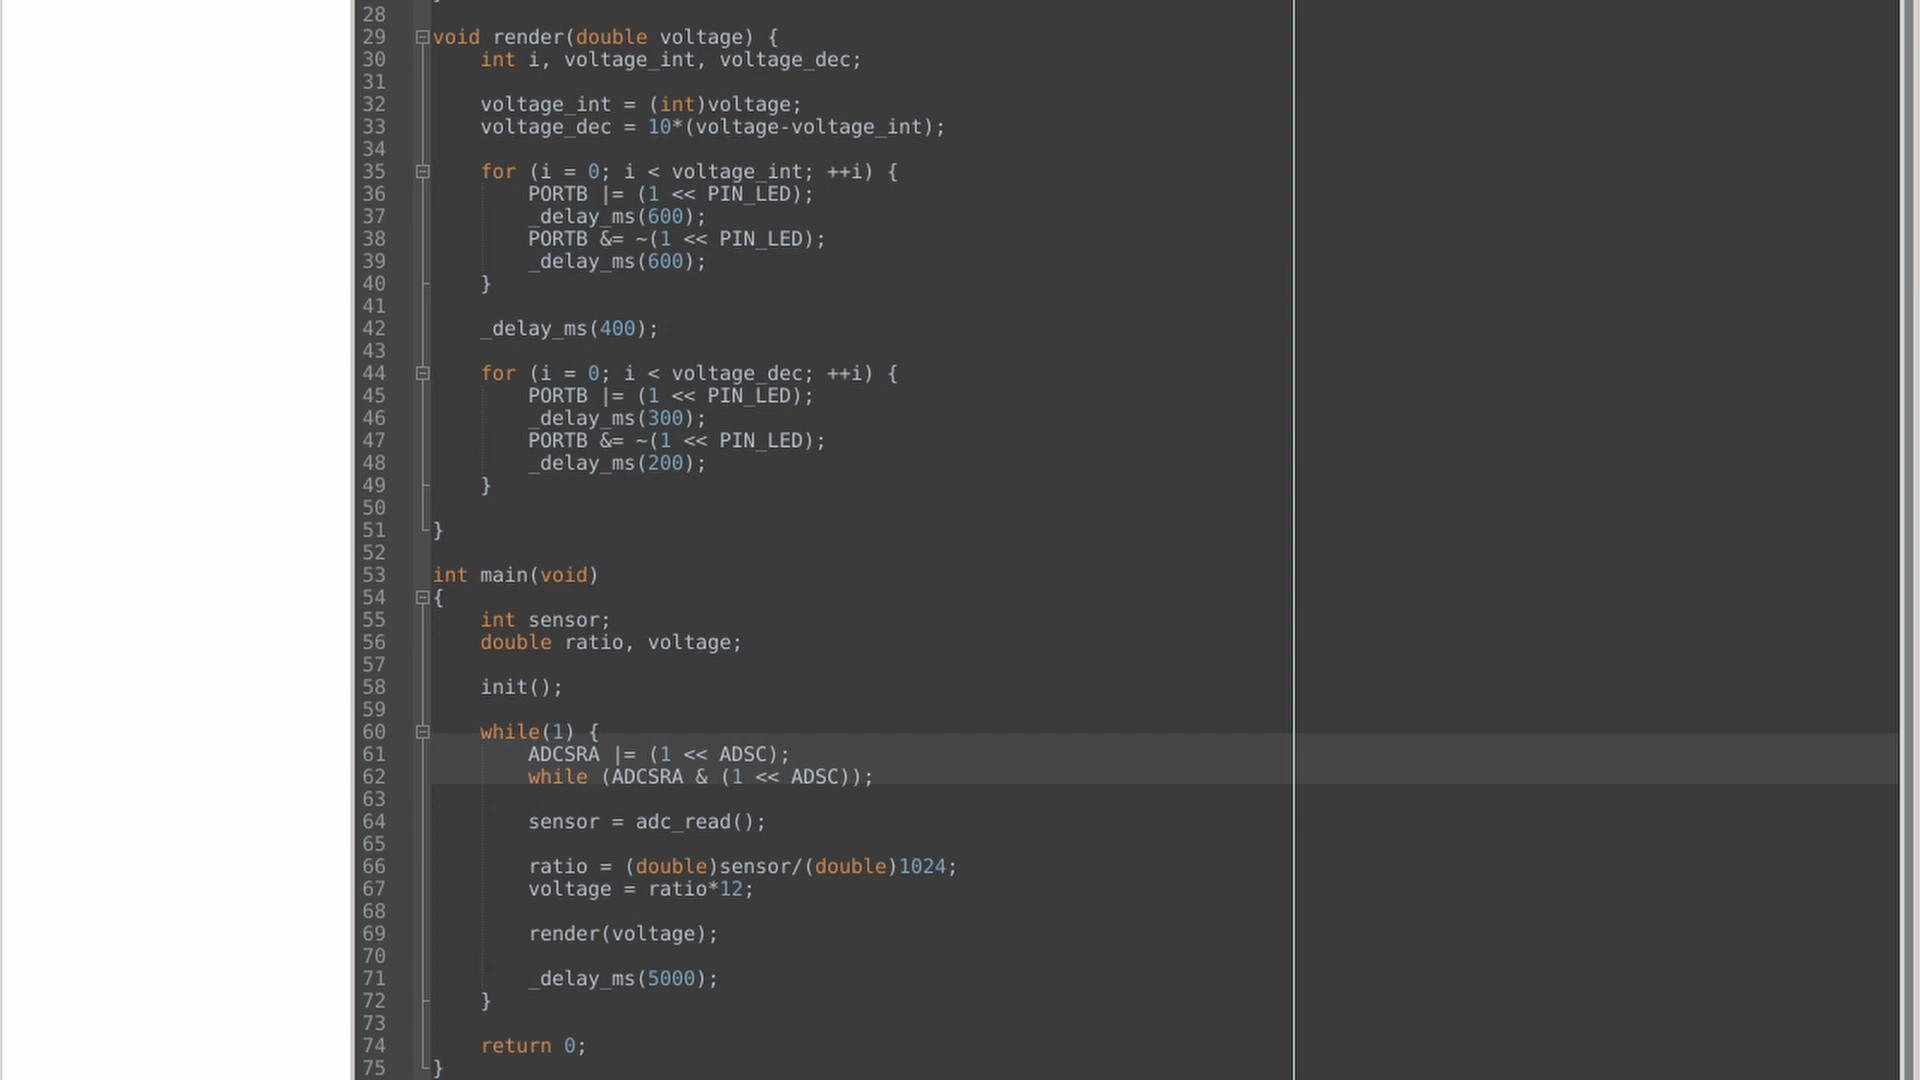 28
29 void render(double voltage) {
30 int i, voltage_int, voltage_dec;
31
32 voltage_int = (int)voltage;
33 voltage_dec = 10*(voltage-voltage_int);
34
35 for (i = 0; i < voltage_int; ++i) {
36 PORTB |= (1 << PIN_LED);
37 _delay_ms(600);
38 PORTB &= ~(1 << PIN_LED);
39 _delay_ms(600);
40 }
41
42 _delay_ms(400);
43
44 for (i = 0; i < voltage_dec; ++i) {
45 PORTB |= (1 << PIN_LED);
46 _delay_ms(300);
47 PORTB &= ~(1 << PIN_LED);
48 _delay_ms(200);
49 }
50
51 }
52
53 int main(void)
54 {
55 int sensor;
56 double ratio, voltage;
57
58 init();
59
60 while(1) {
61 ADCSRA |= (1 << ADSC);
62 while (ADCSRA & (1 << ADSC));
63
64 sensor = adc_read();
65
66 ratio = (double)sensor/(double)1024;
67 voltage = ratio*12;
68
69 render(voltage);
70
71 _delay_ms(5000);
72 }
73
74 return 0;
75 }